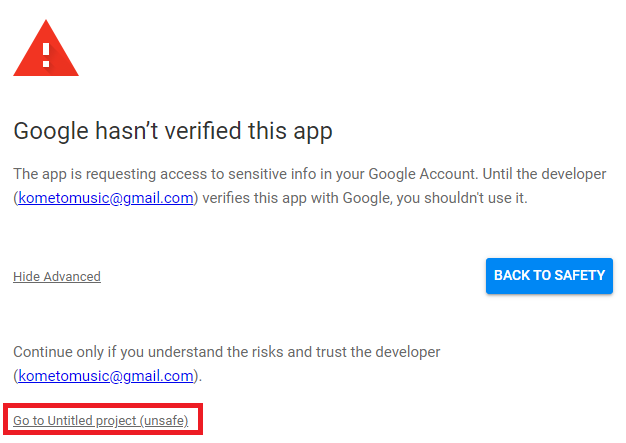 Google hasn’t verified this app
The app is requesting access to sensitive info in your Google Account. Until the developer
(kometomusic@gmail.com) verifies this app with Google, you shouldn't use it.
Hide Advanced
BACK TO SAFETY
Continue only if you understand the risks and trust the developer
(kometomusic@gmail.com).
Go to Untitled project (unsafe)